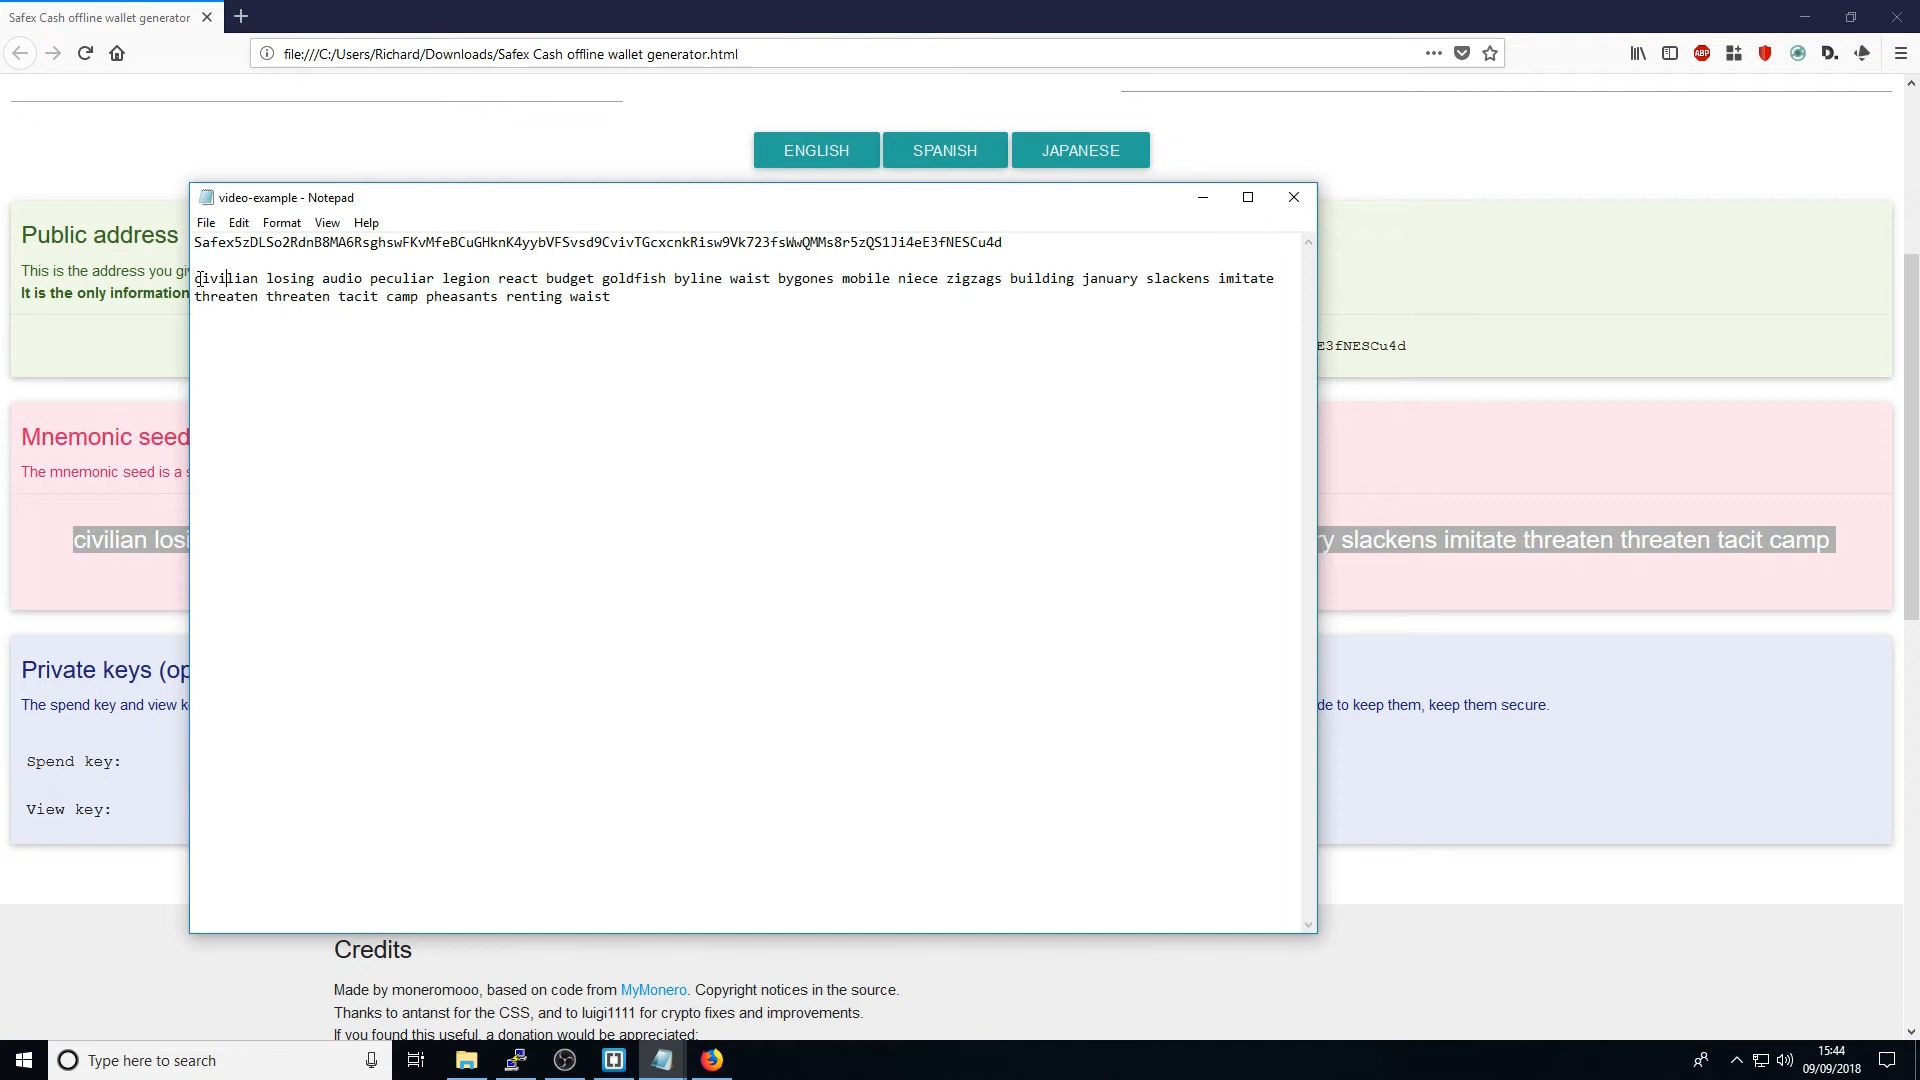 Safex Cash offline wallet generator
file:///C:/Users/Richard/Downloads/Safex Cash offline wallet generator.html
ABP
D.
ENGLISH SPANISH JAPANESE
video-example - Notepad
File Edit Format View Help
Safex5zDLSo2RdnB8MA6RsghswFKvMfeBCuGHknK4yybVFSvsd9CvivTGcxcnkRisw9Vk723fsWwQMMs8r5zQS1Ji4eE3fNESCu4d
civilian losing audio peculiar legion react budget goldfish byline waist bygones mobile niece zigzags building january slackens imitate
threaten threaten tacit camp pheasants renting waist
Public address
This is the address you gi
It is the only information
E3fNESCu4d
Mnemonic seed
The mnemonic seed is a s
civilian losi
ry slackens imitate threaten threaten tacit camp
Private keys (op
The spend key and view k
de to keep them, keep them secure.
Spend key:
View key:
Credits
Made by moneromooo, based on code from MyMonero. Copyright notices in the source.
Thanks to antanst for the CSS, and to luigi1111 for crypto fixes and improvements.
If you found this useful, a donation would be appreciated:
Type here to search
15:44
09/09/2018